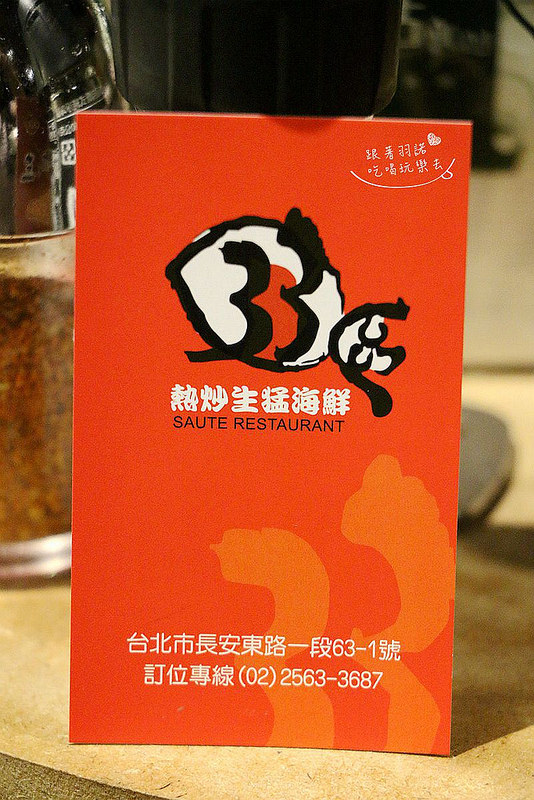 跟著羽諾
吃喝玩樂去
33區
熱炒生猛海鮮
SAUTE RESTAURANT
33
台北市長安東路一段63-1號
訂位專線(02)2563-3687